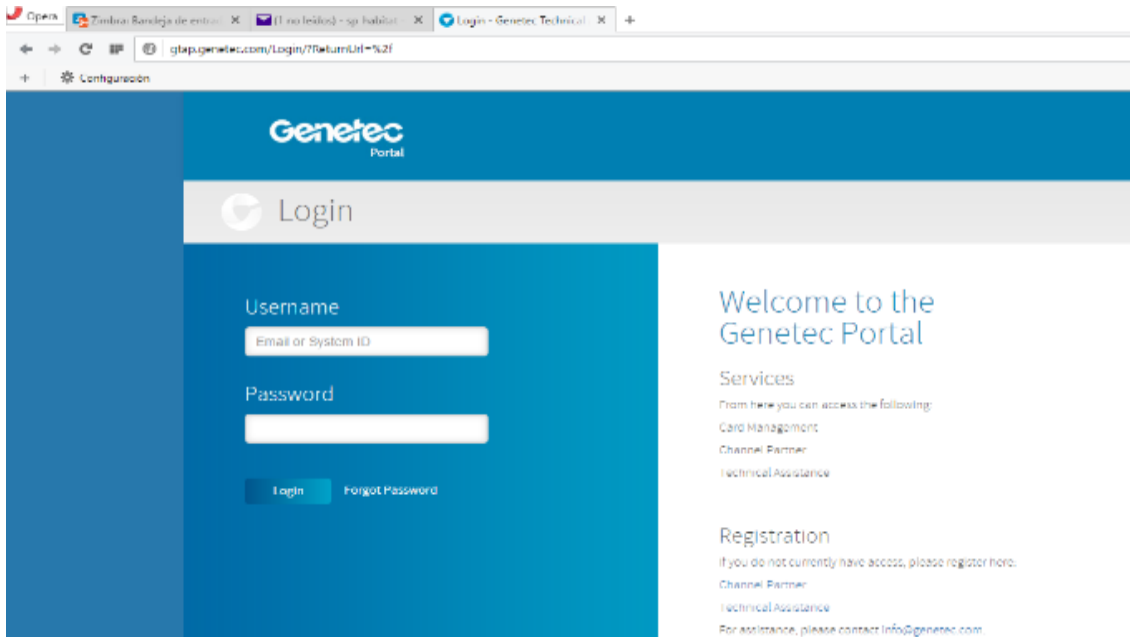 Opera
Zimbra: Bandeja de entrad
(1 no leídos) - sp_habitat
Login - Genetec Technical
gtap.genetec.com/Login/?ReturnUrl=%2f
Configuración
Genetec
Portal
Login
Username
Email or System ID
Password
Login
Forgot Password
Welcome to the
Genetec Portal
Services
From here you can access the following:
Card Management
Channel Partner
Technical Assistance
Registration
If you do not currently have access, please register here:
Channel Partner
Technical Assistance
For assistance, please contact info@genetec.com